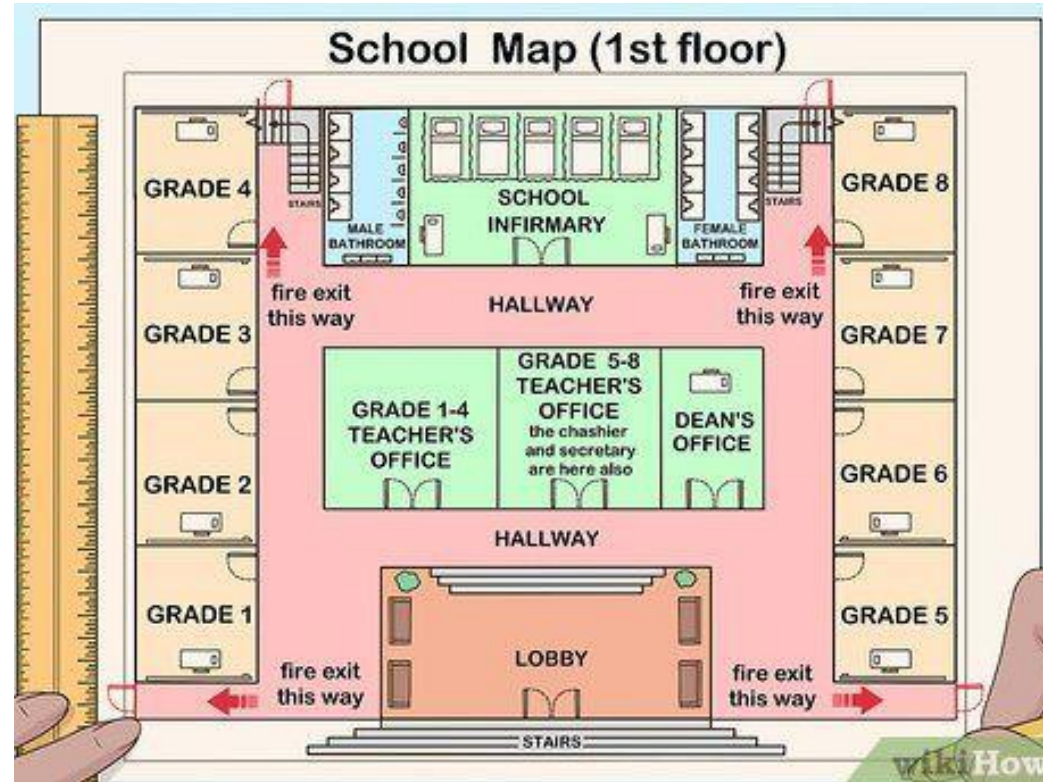 School Map (1st floor)
GRADE 4
STAIRS
MALE
BATHROOM
SCHOOL
INFIRMARY
FEMALE
BATHROOM
STAIRS
GRADE 8
fire exit
this way
HALLWAY
fire exit
this way
GRADE 3
GRADE 7
GRADE 1-4
TEACHER'S
OFFICE
GRADE 5-8
TEACHER'S
OFFICE
the chashier
and secretary
are here also
DEAN'S
OFFICE
GRADE 2
GRADE 6
HALLWAY
GRADE 1
GRADE 5
LOBBY
fire exit
this way
fire exit
this way
STAIRS
wikiHow